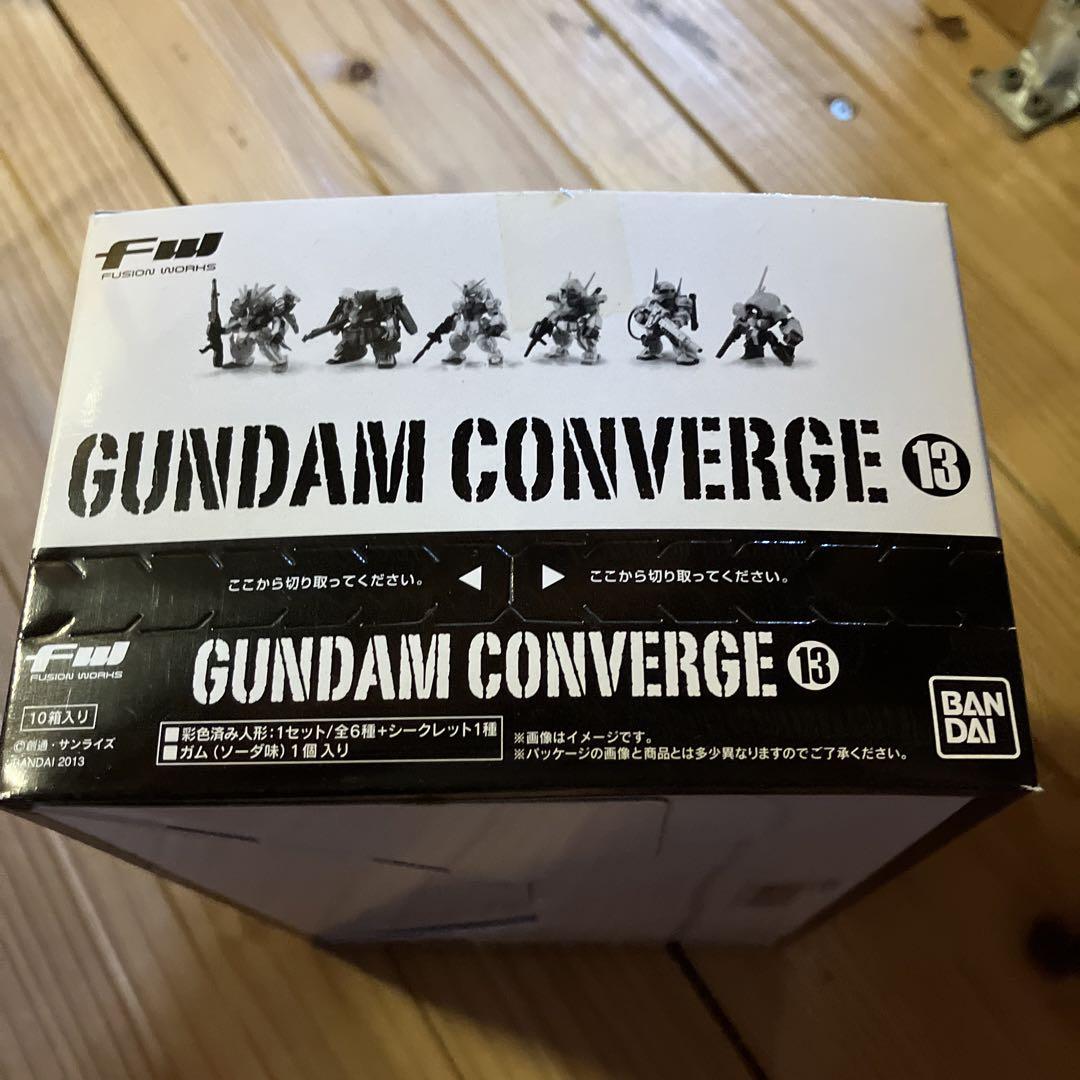 FW
FUSION WORKS
GUNDAM CONVERGE 13
ここから切り取ってください。 ◀ ▶ ここから切り取ってください。
FW
FUSION WORKS
GUNDAM CONVERGE 13
10箱入り
©創通・サンライズ
BANDAI 2013
■彩色済み人形:1セット/全6種+シークレット1種
■ガム(ソーダ味)1個入り
※画像はイメージです。
※パッケージの画像と商品とは多少異なりますのでご了承ください。
BAN
DAI